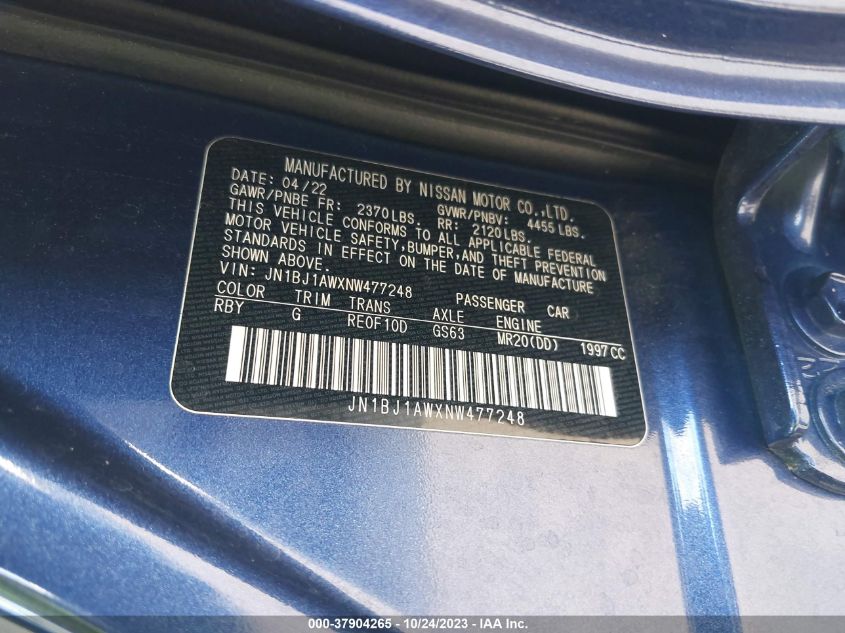 MANUFACTURED BY NISSAN MOTOR CO.,LTD.
DATE: 04/22
GAWR/PNBE FR: 2370LBS. GVWR/PNBV: 4455LBS.
RR: 2120LBS.
THIS VEHICLE CONFORMS TO ALL APPLICABLE FEDERAL
MOTOR VEHICLE SAFETY,BUMPER,AND THEFT PREVENTION
STANDARDS IN EFFECT ON THE DATE OF MANUFACTURE
SHOWN ABOVE.
VIN: JN1BJ1AWXNW477248 PASSENGER CAR
COLOR TRIM TRANS AXLE ENGINE
RBY G RE0F10D GS63 MR20(DD) 1997CC
JN1BJ1AWXNW477248
000-37904265 - 10/24/2023 - IAA Inc.